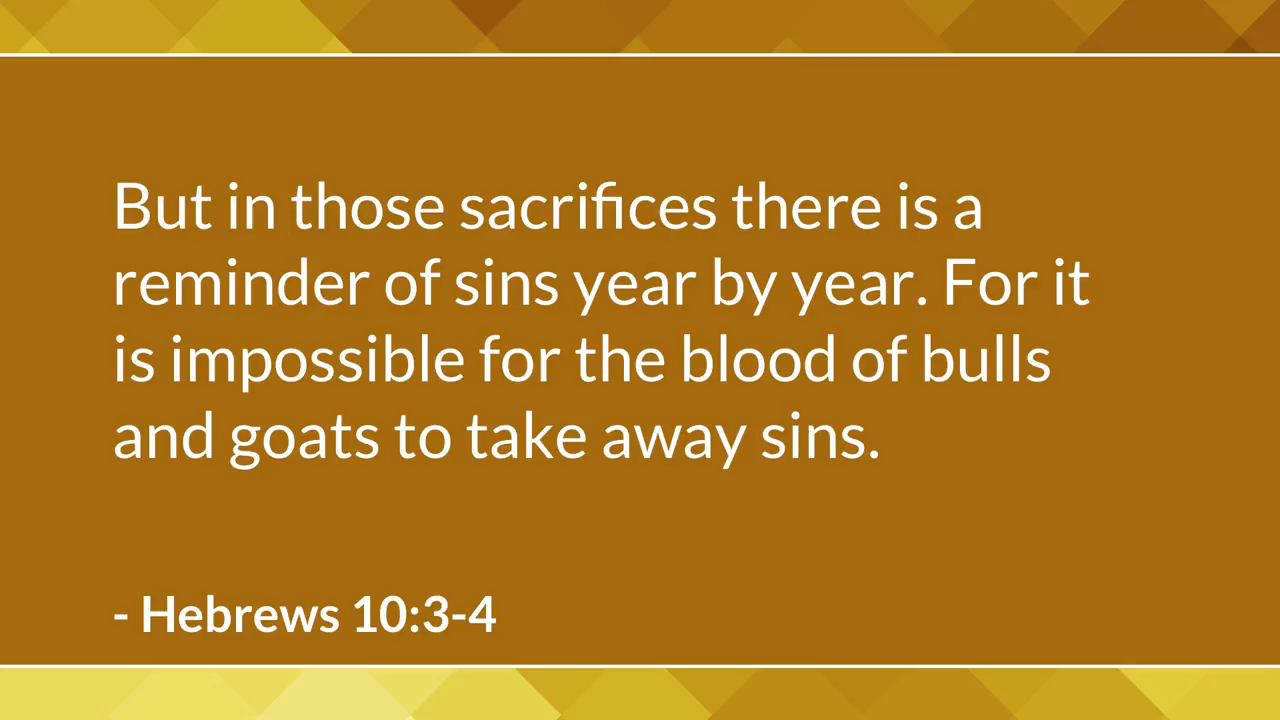 But in those sacrifices there is a
reminder of sins year by year. For it
is impossible for the blood of bulls
and goats to take away sins.
- Hebrews 10:3-4